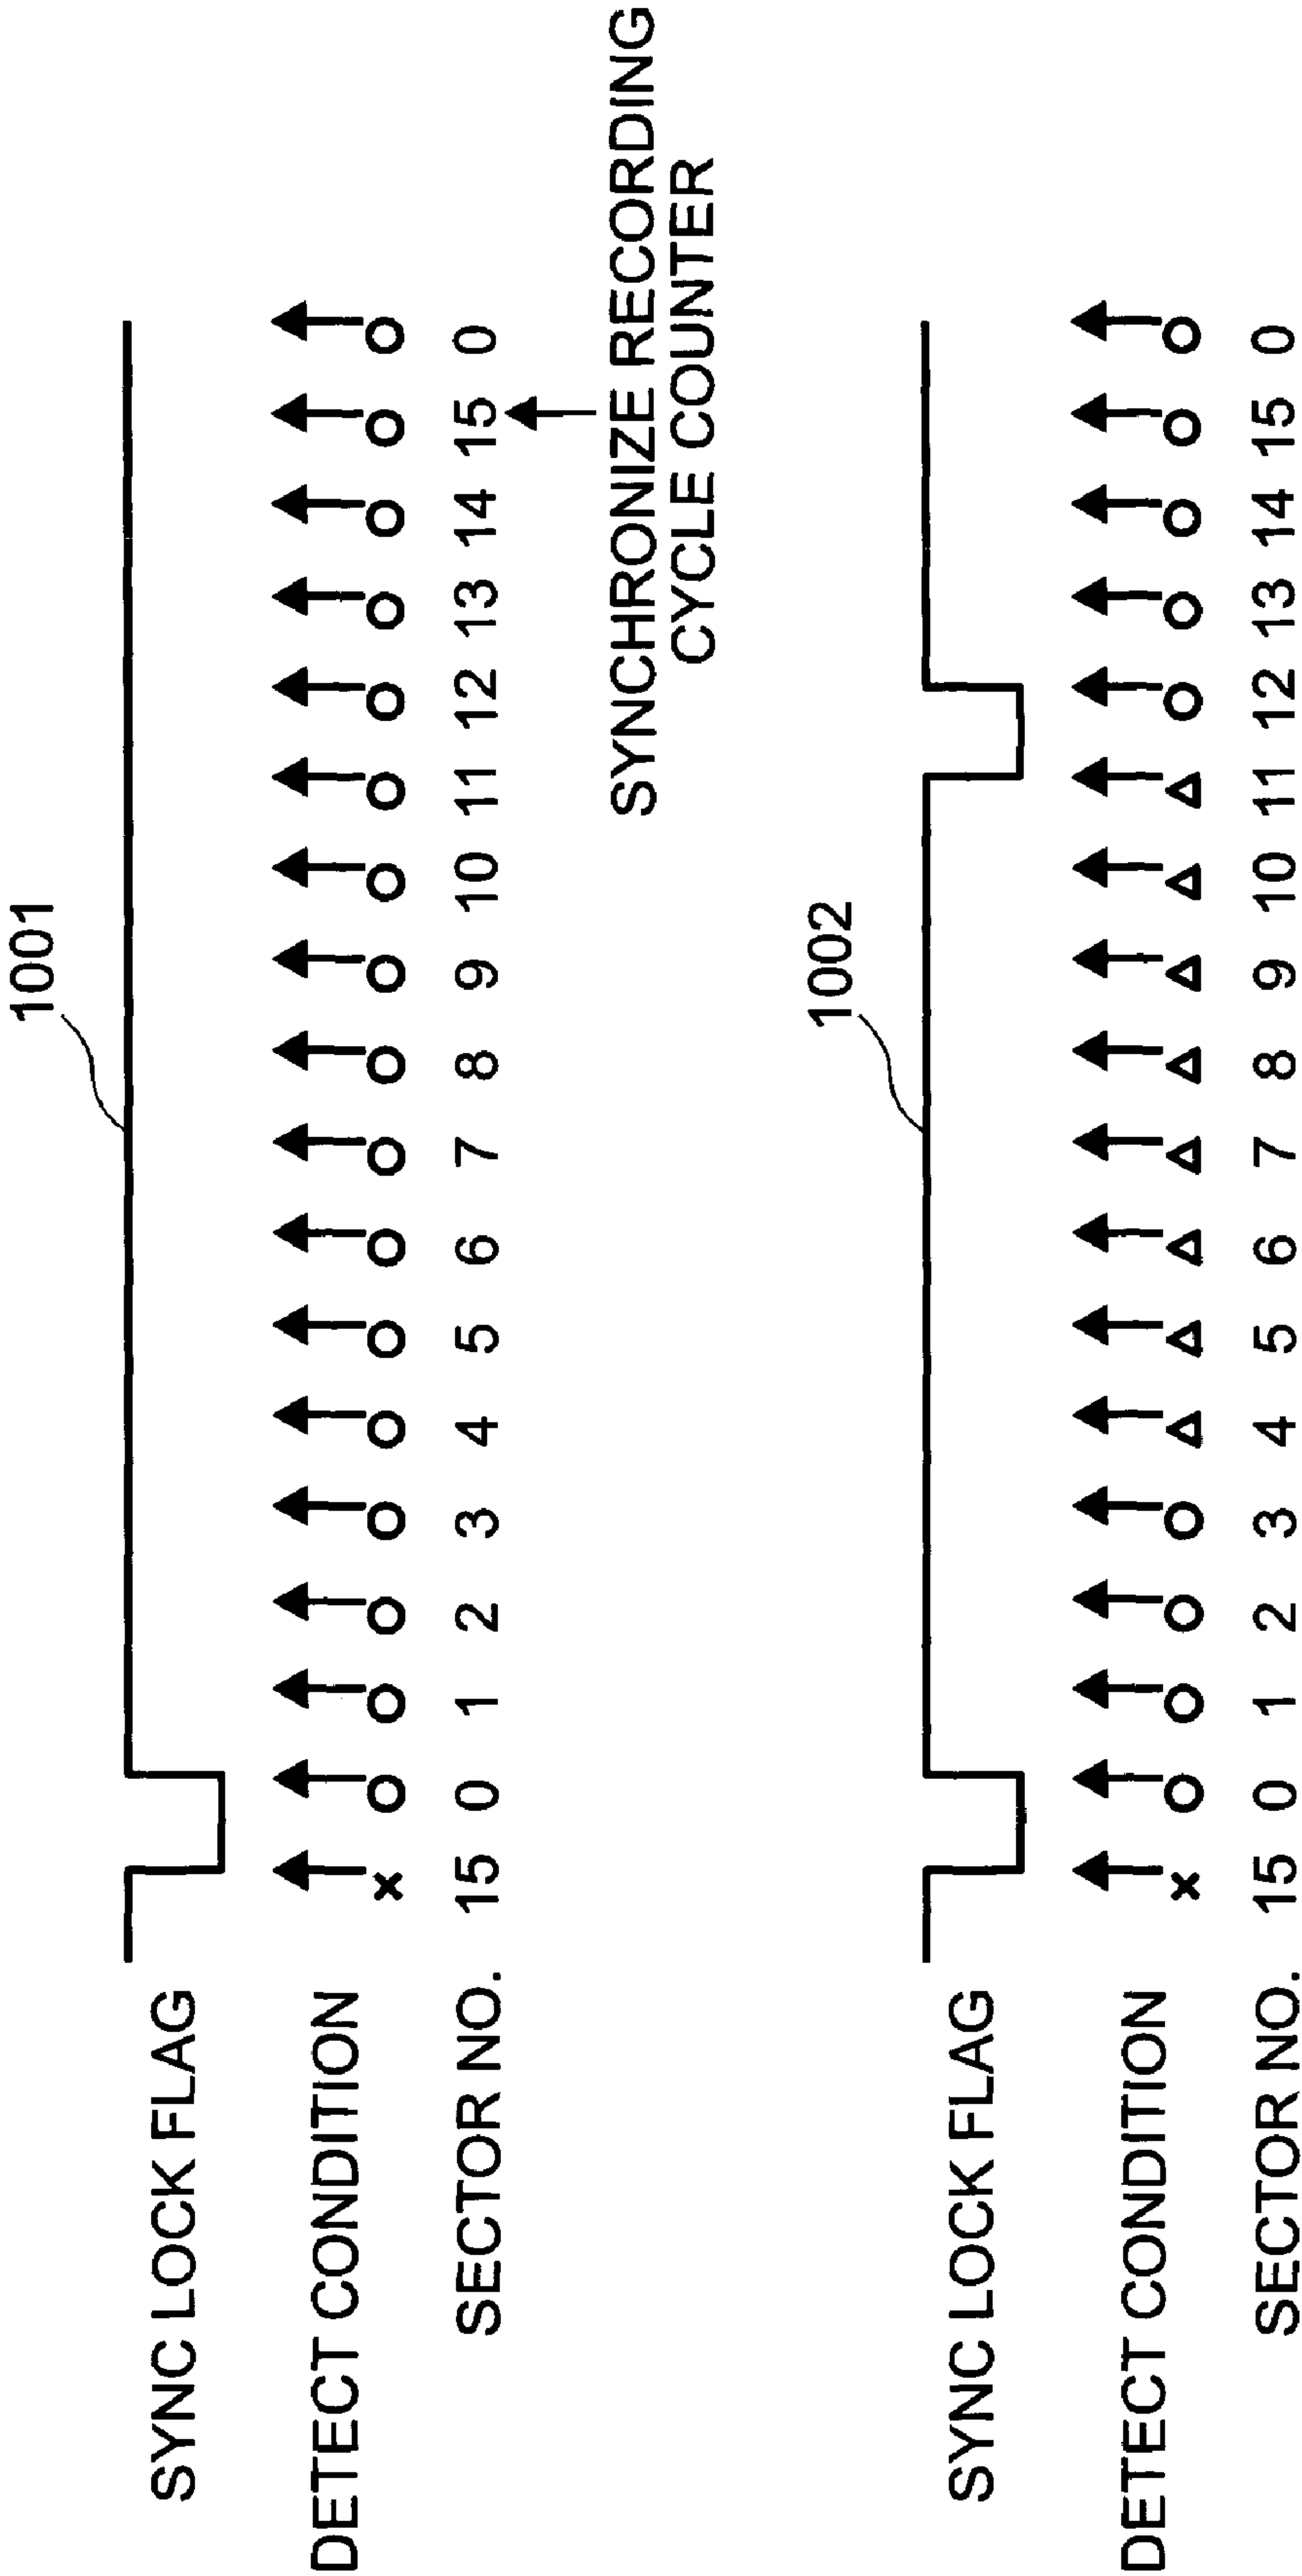 1001
SYNC LOCK FLAG
DETECT CONDITION
x O O O O O O O O O O O O O O O O O
SECTOR NO. 15 0 1 2 3 4 5 6 7 8 9 10 11 12 13 14 15 0
SYNCHRONIZE RECORDING
CYCLE COUNTER
1002
SYNC LOCK FLAG
DETECT CONDITION
x O O O O Δ Δ Δ Δ Δ Δ Δ Δ O O O O O
SECTOR NO. 15 0 1 2 3 4 5 6 7 8 9 10 11 12 13 14 15 0